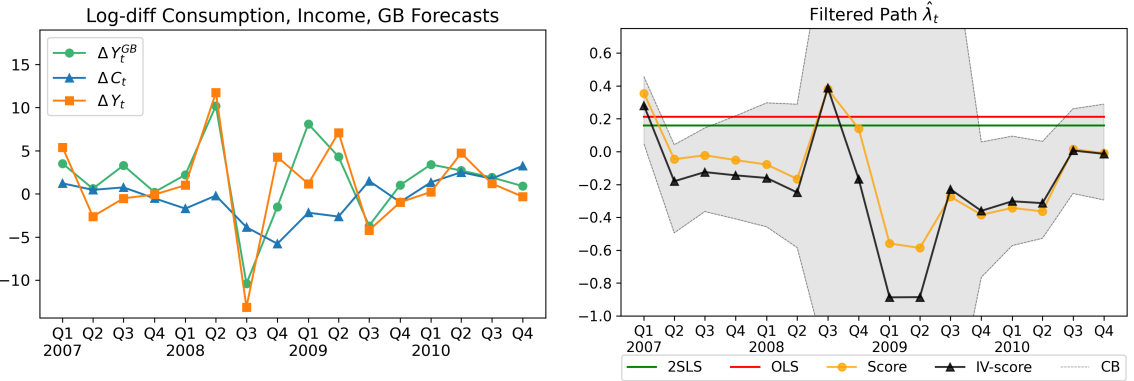 Log-diff Consumption, Income, GB Forecasts
15
10
5
0
−5
−10
Δ Y_t^{GB}
Δ C_t
Δ Y_t
Q1 Q2 Q3 Q4 Q1 Q2 Q3 Q4 Q1 Q2 Q3 Q4 Q1 Q2 Q3 Q4
2007 2008 2009 2010
Filtered Path λ̂_t
0.6
0.4
0.2
0.0
−0.2
−0.4
−0.6
−0.8
−1.0
Q1 Q2 Q3 Q4 Q1 Q2 Q3 Q4 Q1 Q2 Q3 Q4 Q1 Q2 Q3 Q4
2007 2008 2009 2010
2SLS OLS Score IV-score CB